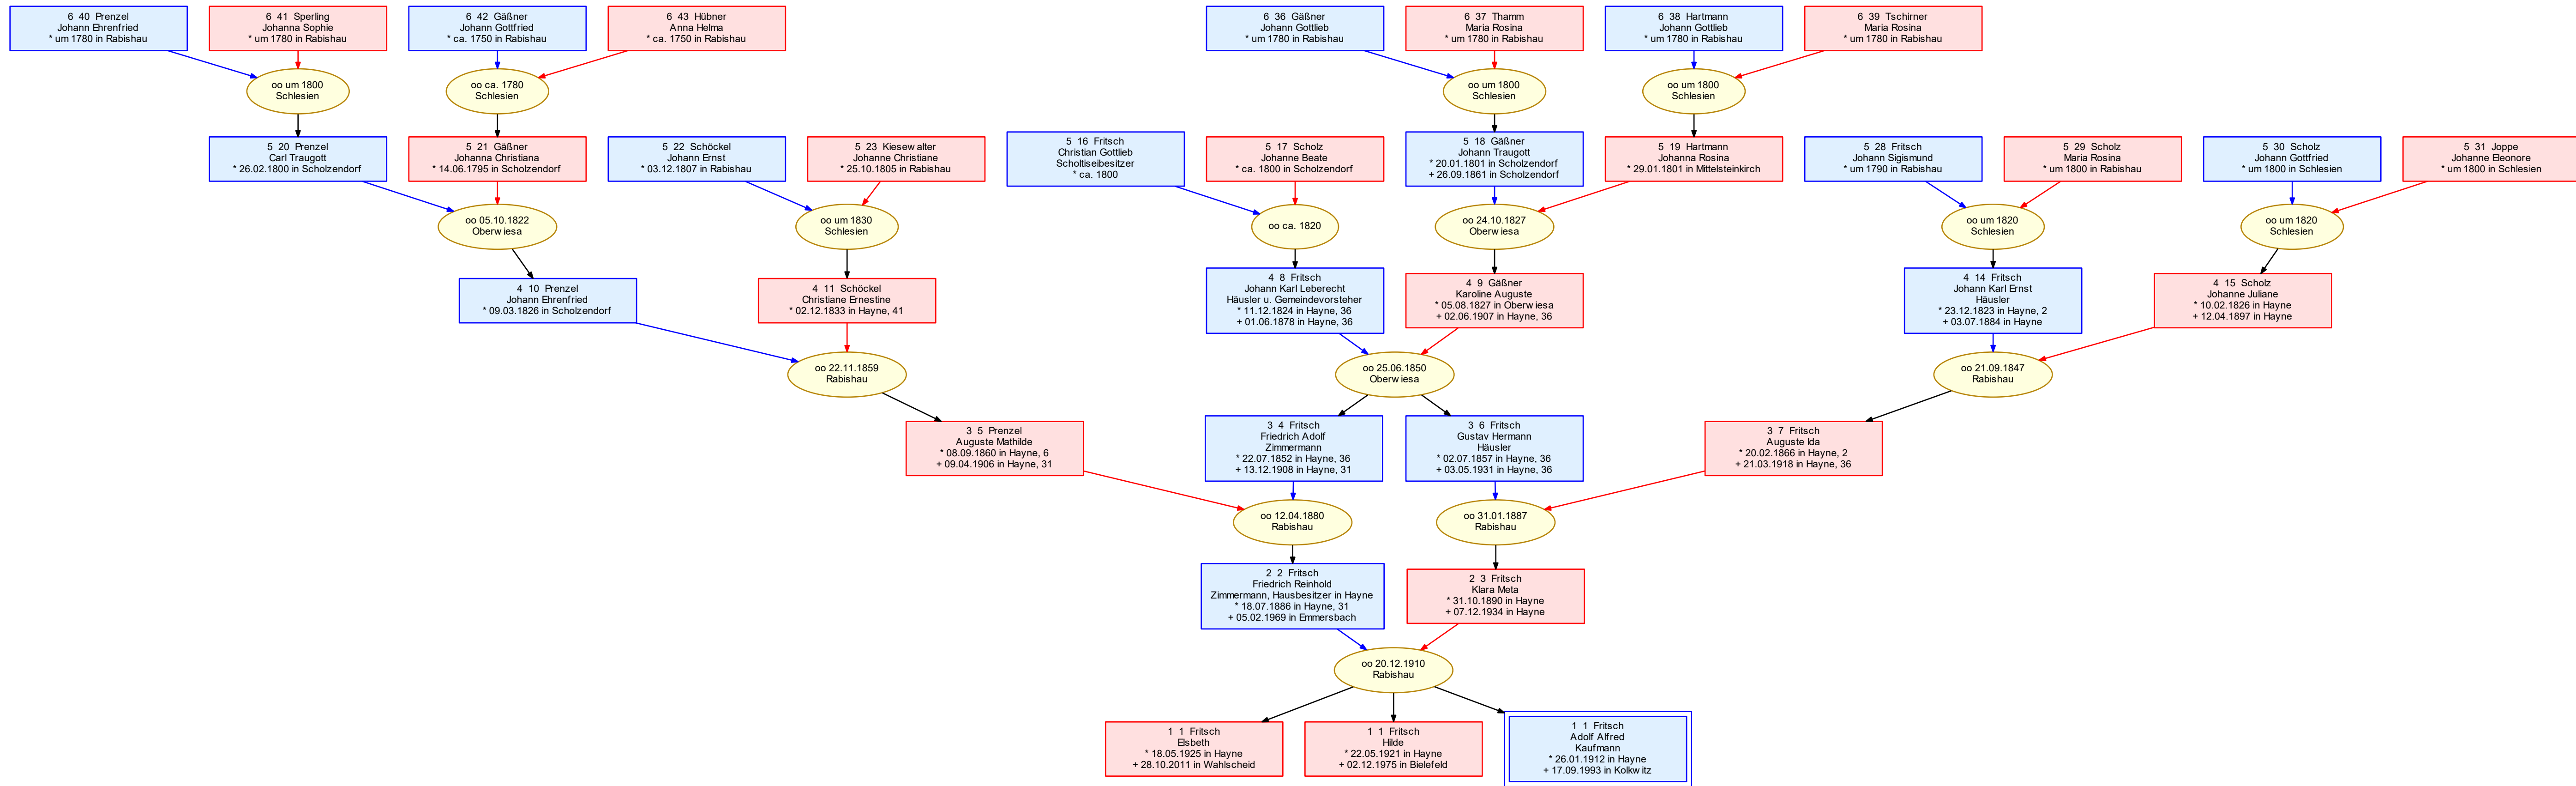 6 40 Prenzel
Johann Ehrenfried
* um 1780 in Rabishau
6 41 Sperling
Johanna Sophie
* um 1780 in Rabishau
6 42 Gäßner
Johann Gottfried
* ca. 1750 in Rabishau
6 43 Hübner
Anna Helma
* ca. 1750 in Rabishau
6 36 Gäßner
Johann Gottlieb
* um 1780 in Rabishau
6 37 Thamm
Maria Rosina
* um 1780 in Rabishau
6 38 Hartmann
Johann Gottlieb
* um 1780 in Rabishau
6 39 Tschirner
Maria Rosina
* um 1780 in Rabishau
oo um 1800
Schlesien
oo ca. 1780
Schlesien
oo um 1800
Schlesien
oo um 1800
Schlesien
5 20 Prenzel
Carl Traugott
* 26.02.1800 in Scholzendorf
5 21 Gäßner
Johanna Christiana
* 14.06.1795 in Scholzendorf
5 22 Schöckel
Johann Ernst
* 03.12.1807 in Rabishau
5 23 Kiesewalter
Johanne Christiane
* 25.10.1805 in Rabishau
5 16 Fritsch
Christian Gottlieb
Scholtiseibesitzer
* ca. 1800
5 17 Scholz
Johanne Beate
* ca. 1800 in Scholzendorf
5 18 Gäßner
Johann Traugott
* 20.01.1801 in Scholzendorf
+ 26.09.1861 in Scholzendorf
5 19 Hartmann
Johanna Rosina
* 29.01.1801 in Mittelsteinkirch
5 28 Fritsch
Johann Sigismund
* um 1790 in Rabishau
5 29 Scholz
Maria Rosina
* um 1800 in Rabishau
5 30 Scholz
Johann Gottfried
* um 1800 in Schlesien
5 31 Joppe
Johanne Eleonore
* um 1800 in Schlesien
oo 05.10.1822
Oberwiesa
oo um 1830
Schlesien
oo ca. 1820
oo 24.10.1827
Oberwiesa
oo um 1820
Schlesien
oo um 1820
Schlesien
4 10 Prenzel
Johann Ehrenfried
* 09.03.1826 in Scholzendorf
4 11 Schöckel
Christiane Ernestine
* 02.12.1833 in Hayne, 41
4 8 Fritsch
Johann Karl Leberecht
Häusler u. Gemeindevorsteher
* 11.12.1824 in Hayne, 36
+ 01.06.1878 in Hayne, 36
4 9 Gäßner
Karoline Auguste
* 05.08.1827 in Oberwiesa
+ 02.06.1907 in Hayne, 36
4 14 Fritsch
Johann Karl Ernst
Häusler
* 23.12.1823 in Hayne, 2
+ 03.07.1884 in Hayne
4 15 Scholz
Johanne Juliane
* 10.02.1826 in Hayne
+ 12.04.1897 in Hayne
oo 22.11.1859
Rabishau
oo 25.06.1850
Oberwiesa
oo 21.09.1847
Rabishau
3 5 Prenzel
Auguste Mathilde
* 08.09.1860 in Hayne, 6
+ 09.04.1906 in Hayne, 31
3 4 Fritsch
Friedrich Adolf
Zimmermann
* 22.07.1852 in Hayne, 36
+ 13.12.1908 in Hayne, 31
3 6 Fritsch
Gustav Hermann
Häusler
* 02.07.1857 in Hayne, 36
+ 03.05.1931 in Hayne, 36
3 7 Fritsch
Auguste Ida
* 20.02.1866 in Hayne, 2
+ 21.03.1918 in Hayne, 36
oo 12.04.1880
Rabishau
oo 31.01.1887
Rabishau
2 2 Fritsch
Friedrich Reinhold
Zimmermann, Hausbesitzer in Hayne
* 18.07.1886 in Hayne, 31
+ 05.02.1969 in Emmersbach
2 3 Fritsch
Klara Meta
* 31.10.1890 in Hayne
+ 07.12.1934 in Hayne
oo 20.12.1910
Rabishau
1 1 Fritsch
Elsbeth
* 18.05.1925 in Hayne
+ 28.10.2011 in Wahlscheid
1 1 Fritsch
Hilde
* 22.05.1921 in Hayne
+ 02.12.1975 in Bielefeld
1 1 Fritsch
Adolf Alfred
Kaufmann
* 26.01.1912 in Hayne
+ 17.09.1993 in Kolkwitz